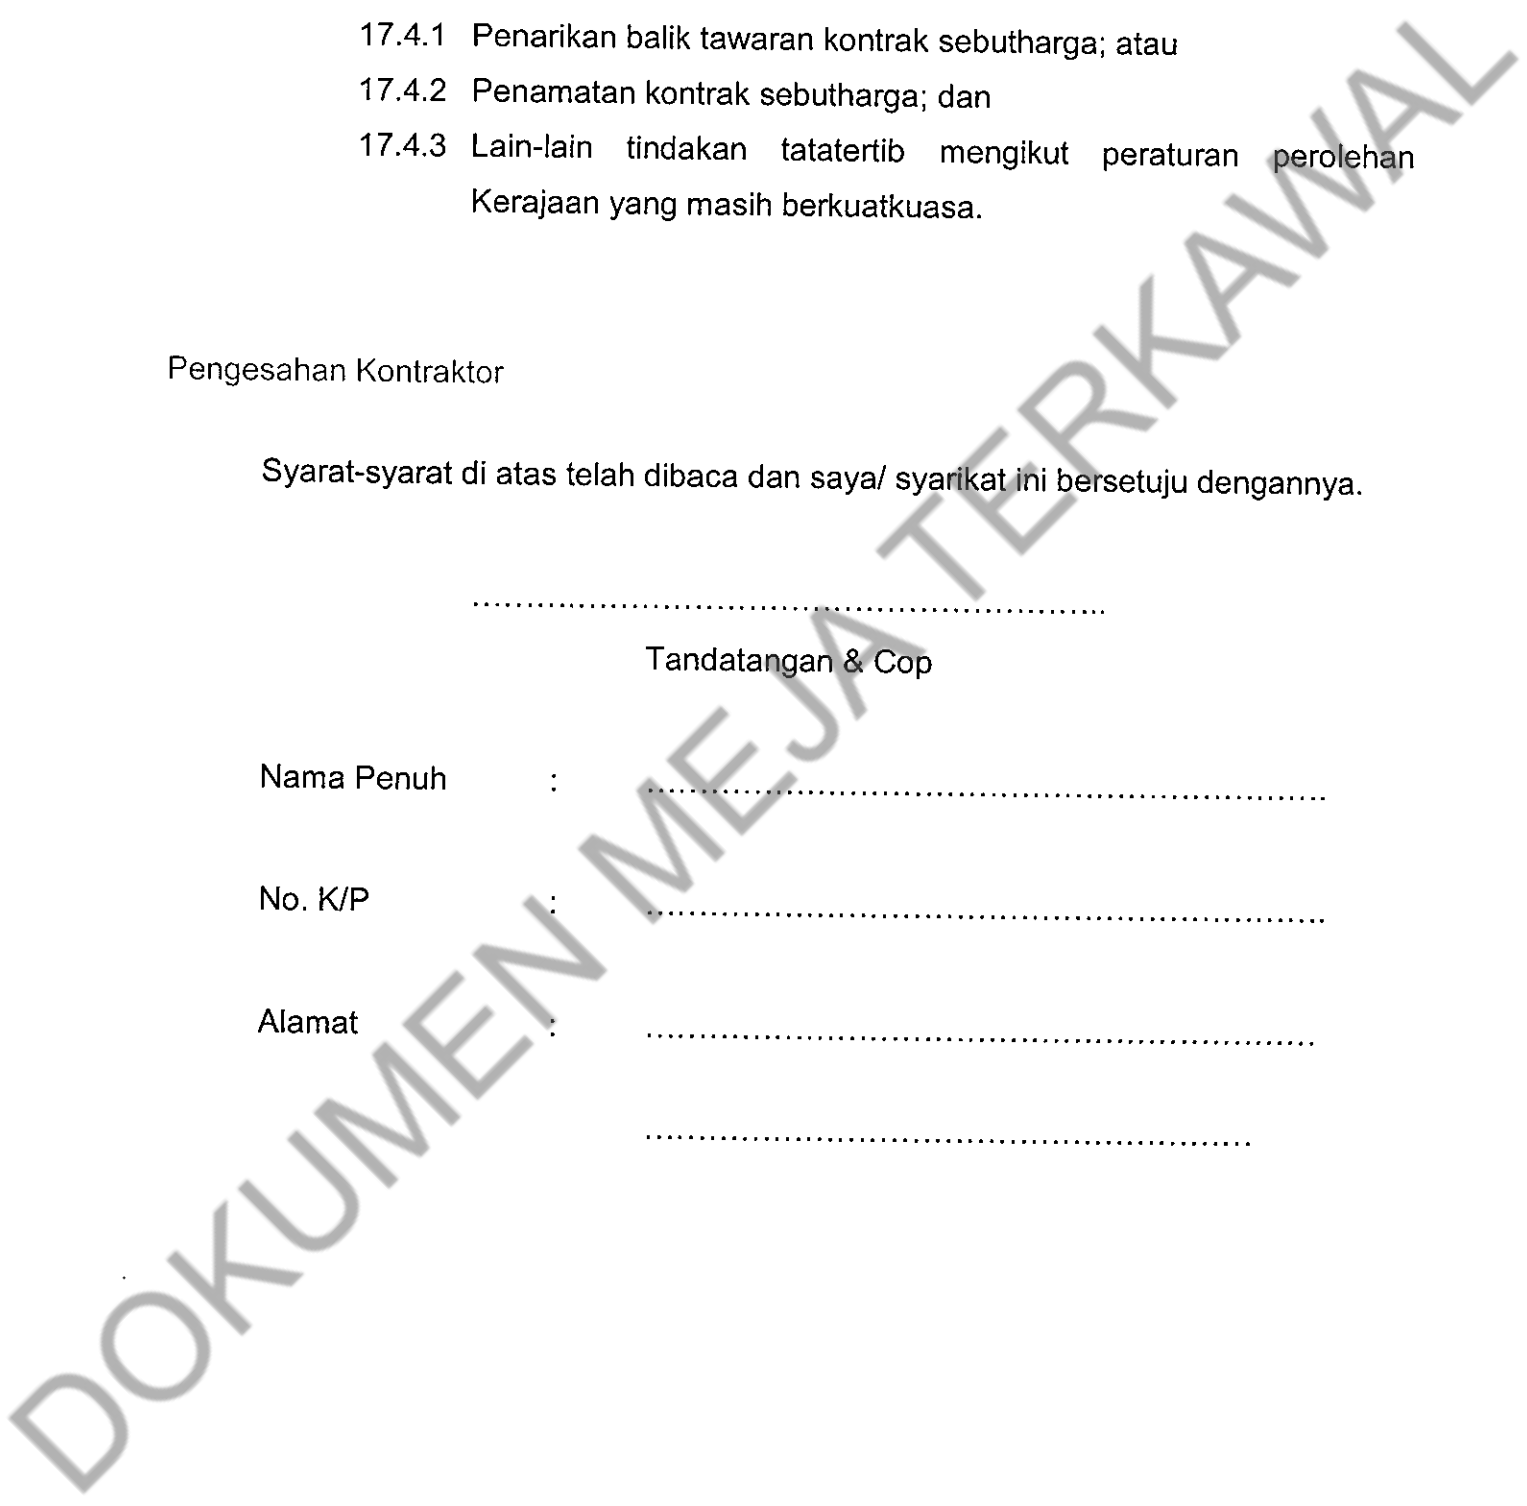 17.4.1 Penarikan balik tawaran kontrak sebutharga; atau
17.4.2 Penamatan kontrak sebutharga; dan
17.4.3 Lain-lain tindakan tatatertib mengikut peraturan perolehan
Kerajaan yang masih berkuatkuasa.
Pengesahan Kontraktor
Syarat-syarat di atas telah dibaca dan saya/ syarikat ini bersetuju dengannya.
............................................................
Tandatangan & Cop
Nama Penuh : ................................................................
No. K/P : ................................................................
Alamat : ...............................................................
.........................................................
DOKUMEN MEJA TERKAWAL